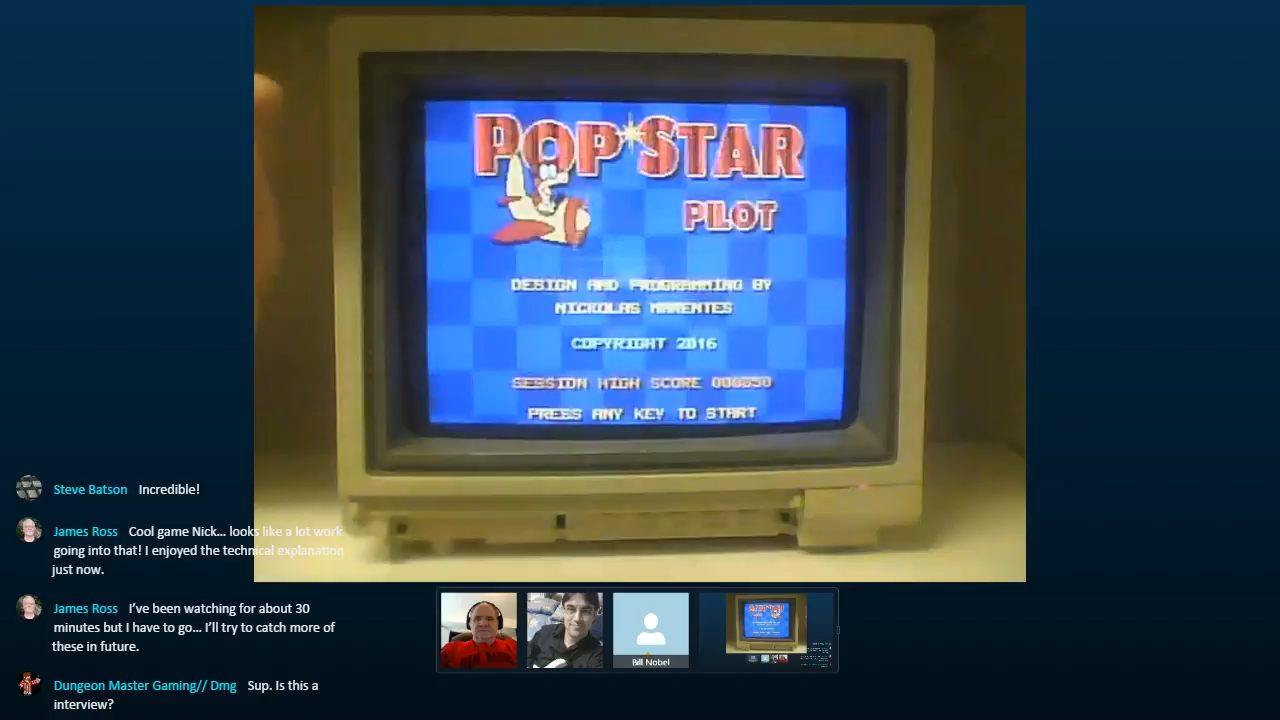 POP STAR
PILOT
DESIGN AND PROGRAMMING BY
NICKOLAS MARENTES
COPYRIGHT 2016
SESSION HIGH SCORE 000050
PRESS ANY KEY TO START
Steve Batson Incredible!
James Ross Cool game Nick... looks like a lot work
going into that! I enjoyed the technical explanation
just now.
James Ross I've been watching for about 30
minutes but I have to go... I'll try to catch more of
these in future.
Dungeon Master Gaming// Dmg Sup. Is this a
interview?
Bill Nobel